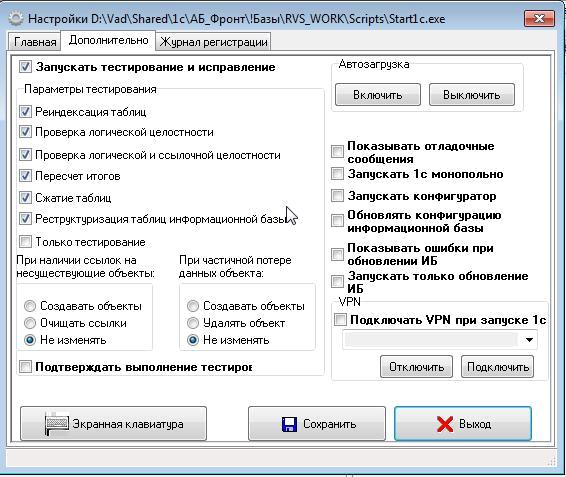 Настройки D:\Vad\Shared\1c\АБ_Фронт\!Базы\RVS_WORK\Scripts\Start1c.exe
Главная
Дополнительно
Журнал регистрации
Запускать тестирование и исправление
Параметры тестирования
Реиндексация таблиц
Проверка логической целостности
Проверка логической и ссылочной целостности
Пересчет итогов
Сжатие таблиц
Реструктуризация таблиц информационной базы
Только тестирование
При наличии ссылок на
несуществующие объекты:
Создавать объекты
Очищать ссылки
Не изменять
При частичной потере
данных объекта:
Создавать объекты
Удалять объект
Не изменять
Подтверждать выполнение тестиров
Автозагрузка
Включить
Выключить
Показывать отладочные
сообщения
Запускать 1с монопольно
Запускать конфигуратор
Обновлять конфигурацию
информационной базы
Показывать ошибки при
обновлении ИБ
Запускать только обновление
ИБ
VPN
Подключать VPN при запуске 1с
Отключить
Подключить
Экранная клавиатура
Сохранить
Выход